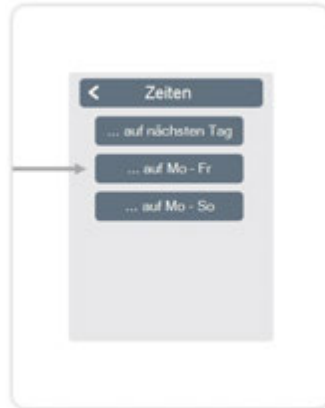 Zeiten
... auf nächsten Tag
... auf Mo - Fr
... auf Mo - So